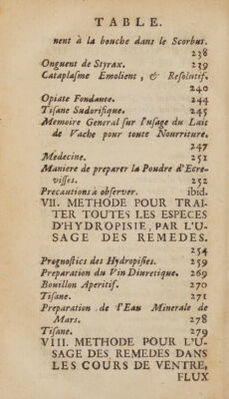 TABLE.
nent à la bouche dans le Scorbut.
238
Onguent de Styrax. 239
Cataplasme Emolient, & Resolutif.
240
Opiate Fondante. 244
Tisane Sudorifique. 245
Memoire General sur l'usage du Lait
de Vache pour toute Nourriture.
247
Medecine. 251
Maniere de preparer la Poudre d'Ecre-
visses. 252
Precautions à observer. ibid.
VII. METHODE POUR TRAI-
TER TOUTES LES ESPECES
D'HYDROPISIE, PAR L'U-
SAGE DES REMEDES.
254
Prognostics des Hydropisies. 259
Preparation du Vin Diuretique. 269
Bouillon Aperitif. 270
Tisane. 271
Preparation de l'Eau Minerale de
Mars. 278
Tisane. 279
VIII. METHODE POUR L'U-
SAGE DES REMEDES DANS
LES COURS DE VENTRE,
FLUX